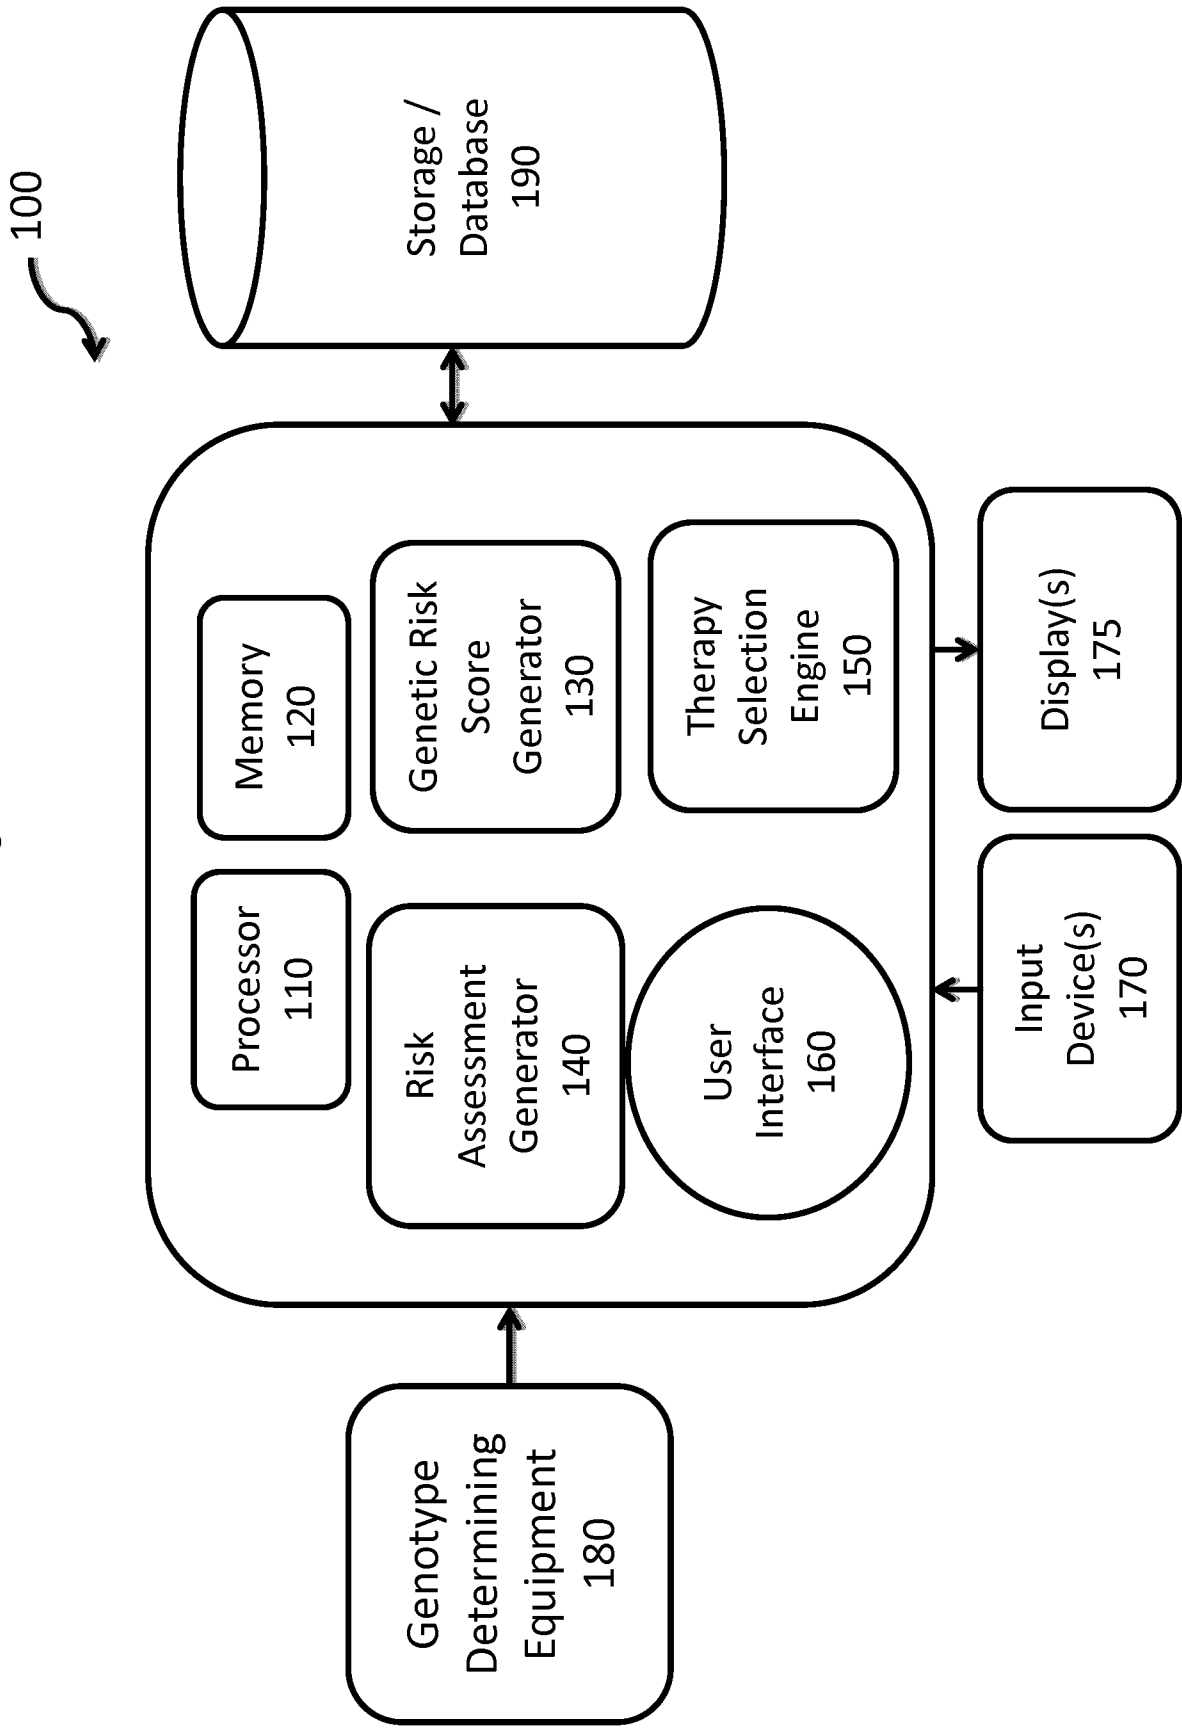 100
Genotype
Determining
Equipment
180
Processor
110
Memory
120
Risk
Assessment
Generator
140
Genetic Risk
Score
Generator
130
User
Interface
160
Therapy
Selection
Engine
150
Storage /
Database
190
Input
Device(s)
170
Display(s)
175